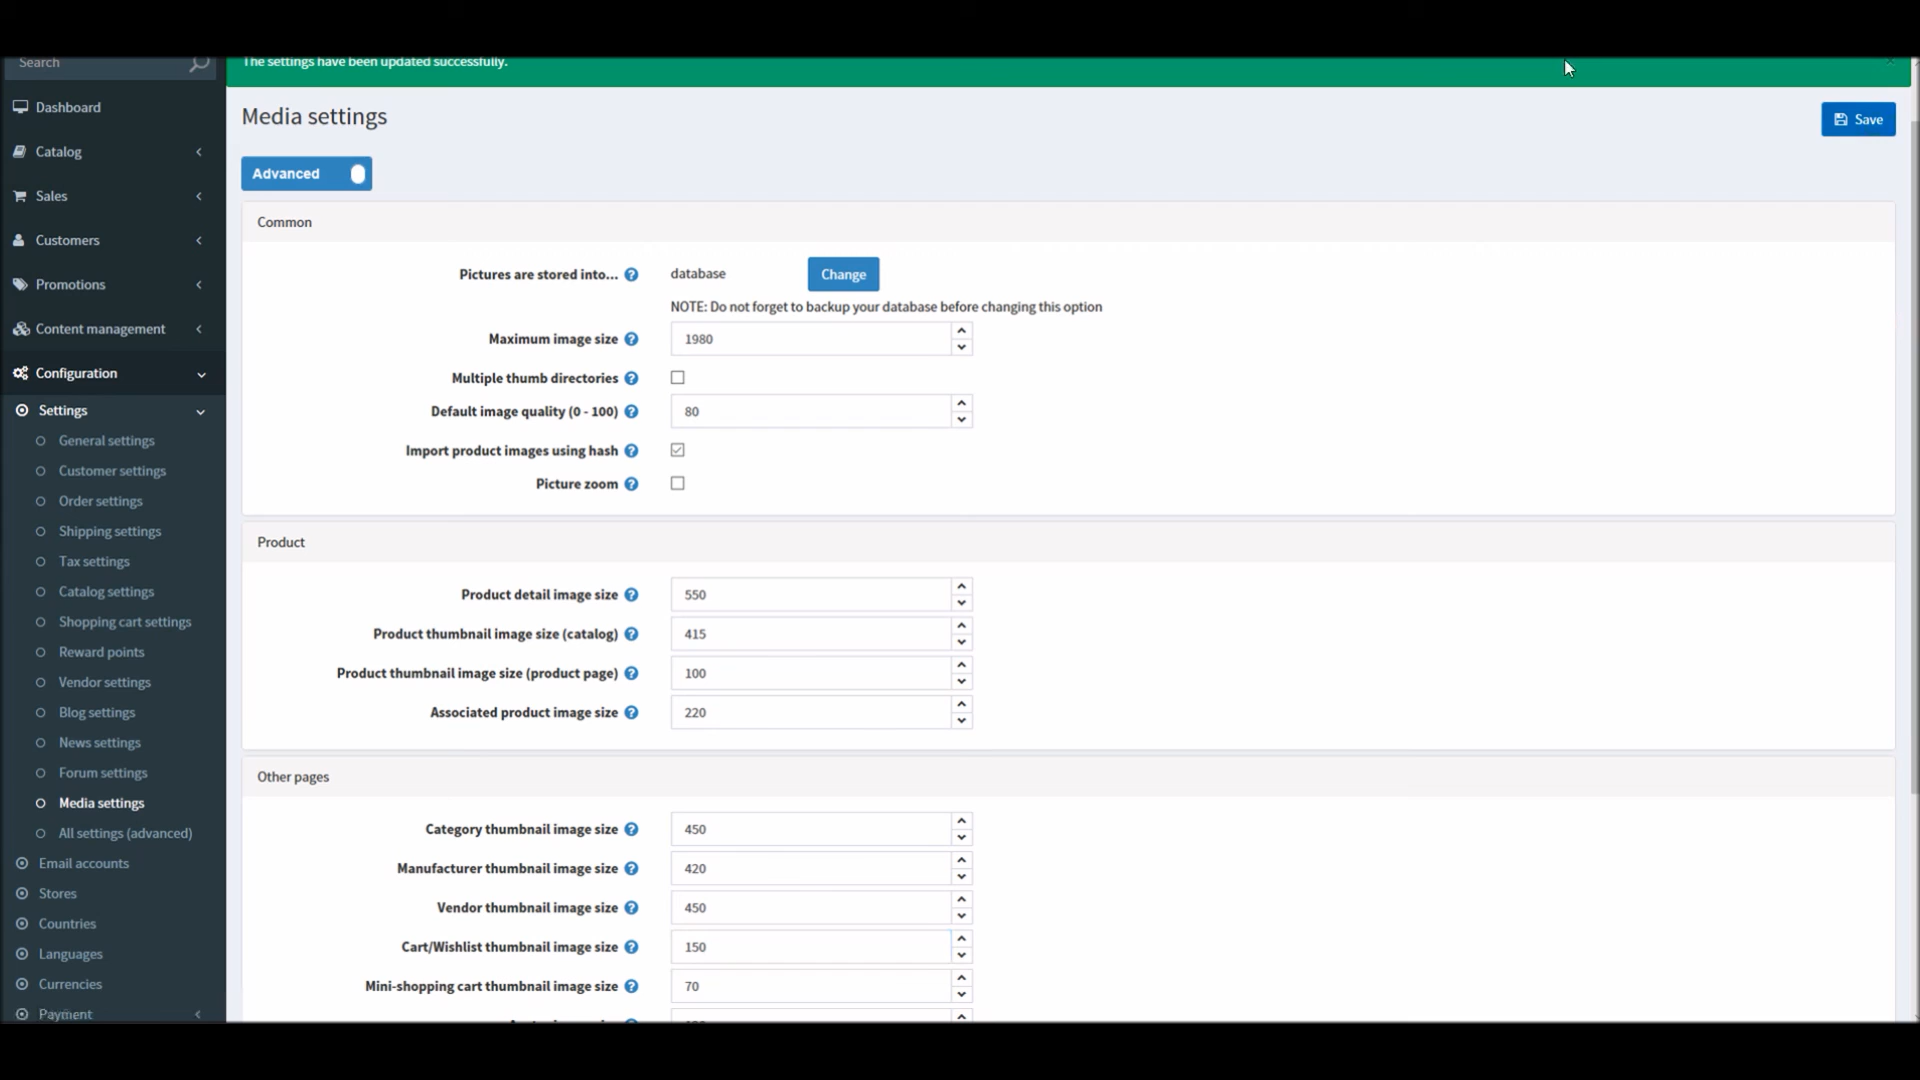 Search
The settings have been updated successfully.
Dashboard
Catalog
Sales
Customers
Promotions
Content management
Configuration
Settings
General settings
Customer settings
Order settings
Shipping settings
Tax settings
Catalog settings
Shopping cart settings
Reward points
Vendor settings
Blog settings
News settings
Forum settings
Media settings
All settings (advanced)
Email accounts
Stores
Countries
Languages
Currencies
Payment
Media settings
Save
Advanced
Common
Pictures are stored into... database Change
NOTE: Do not forget to backup your database before changing this option
Maximum image size 1980
Multiple thumb directories
Default image quality (0 - 100) 80
Import product images using hash
Picture zoom
Product
Product detail image size 550
Product thumbnail image size (catalog) 415
Product thumbnail image size (product page) 100
Associated product image size 220
Other pages
Category thumbnail image size 450
Manufacturer thumbnail image size 420
Vendor thumbnail image size 450
Cart/Wishlist thumbnail image size 150
Mini-shopping cart thumbnail image size 70